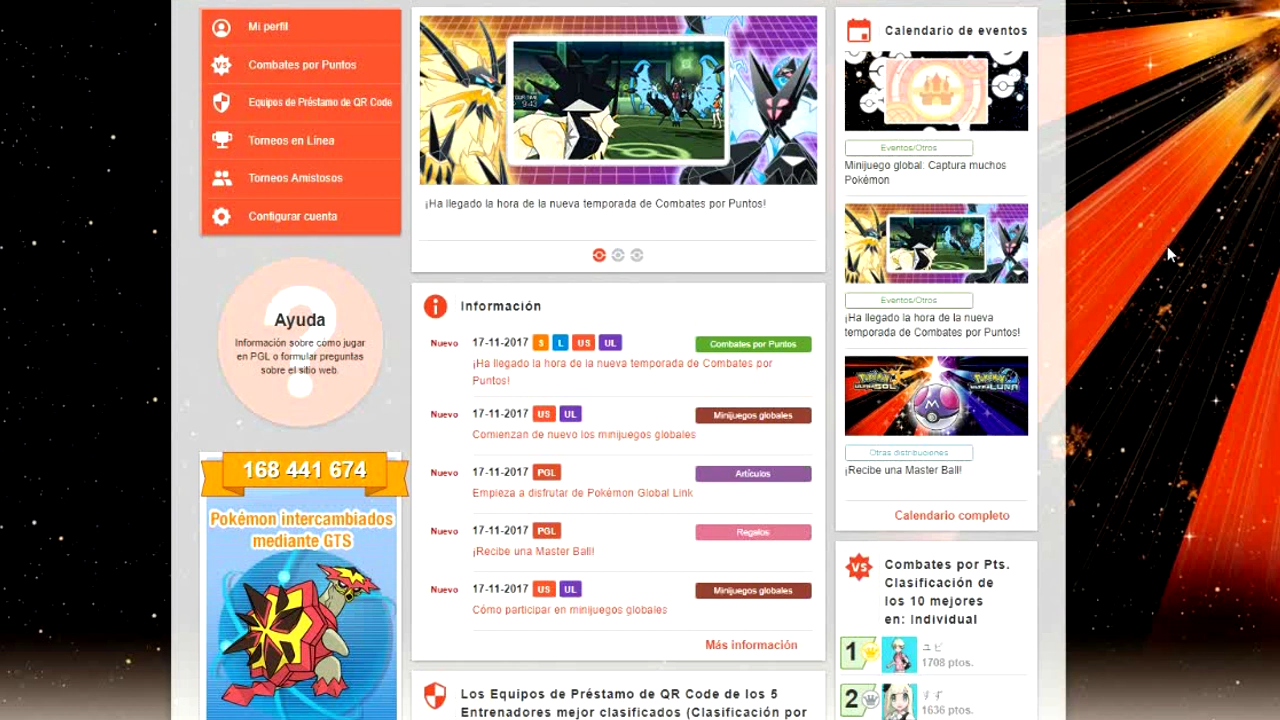 Mi perfil
Combates por Puntos
Equipos de Préstamo de QR Code
Torneos en Línea
Torneos Amistosos
Configurar cuenta
Ayuda
Información sobre cómo jugar
en PGL o formular preguntas
sobre el sitio web.
168 441 674
Pokémon intercambiados
mediante GTS
¡Ha llegado la hora de la nueva temporada de Combates por Puntos!
Información
Nuevo 17-11-2017 S L US UL Combates por Puntos
¡Ha llegado la hora de la nueva temporada de Combates por
Puntos!
Nuevo 17-11-2017 US UL Minijuegos globales
Comienzan de nuevo los minijuegos globales
Nuevo 17-11-2017 PGL Artículos
Empieza a disfrutar de Pokémon Global Link
Nuevo 17-11-2017 PGL Regalos
¡Recibe una Master Ball!
Nuevo 17-11-2017 US UL Minijuegos globales
Cómo participar en minijuegos globales
Más información
Los Equipos de Préstamo de QR Code de los 5
Entrenadores mejor clasificados (Clasificación por
Calendario de eventos
Eventos/Otros
Minijuego global: Captura muchos
Pokémon
Eventos/Otros
¡Ha llegado la hora de la nueva
temporada de Combates por Puntos!
Otras distribuciones
¡Recibe una Master Ball!
Calendario completo
VS
Combates por Pts.
Clasificación de
los 10 mejores
en: Individual
1 ユビ
1708 ptos.
2 すず
1636 ptos.